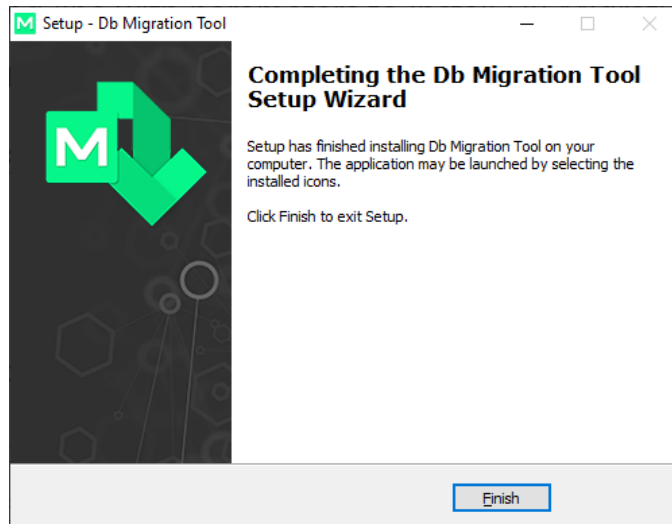 M Setup - Db Migration Tool
M
Completing the Db Migration Tool
Setup Wizard
Setup has finished installing Db Migration Tool on your
computer. The application may be launched by selecting the
installed icons.
Click Finish to exit Setup.
Finish